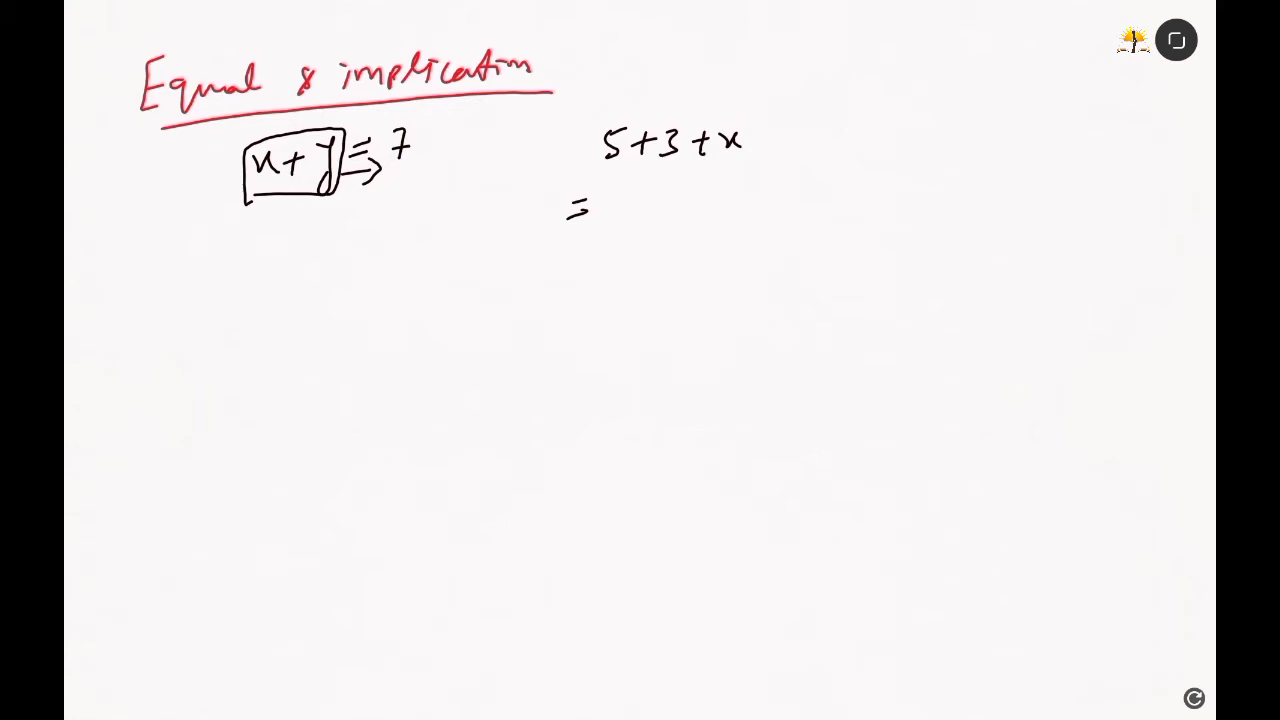 Equal & implication
x + y = 7
⇒
5 + 3 + x
=